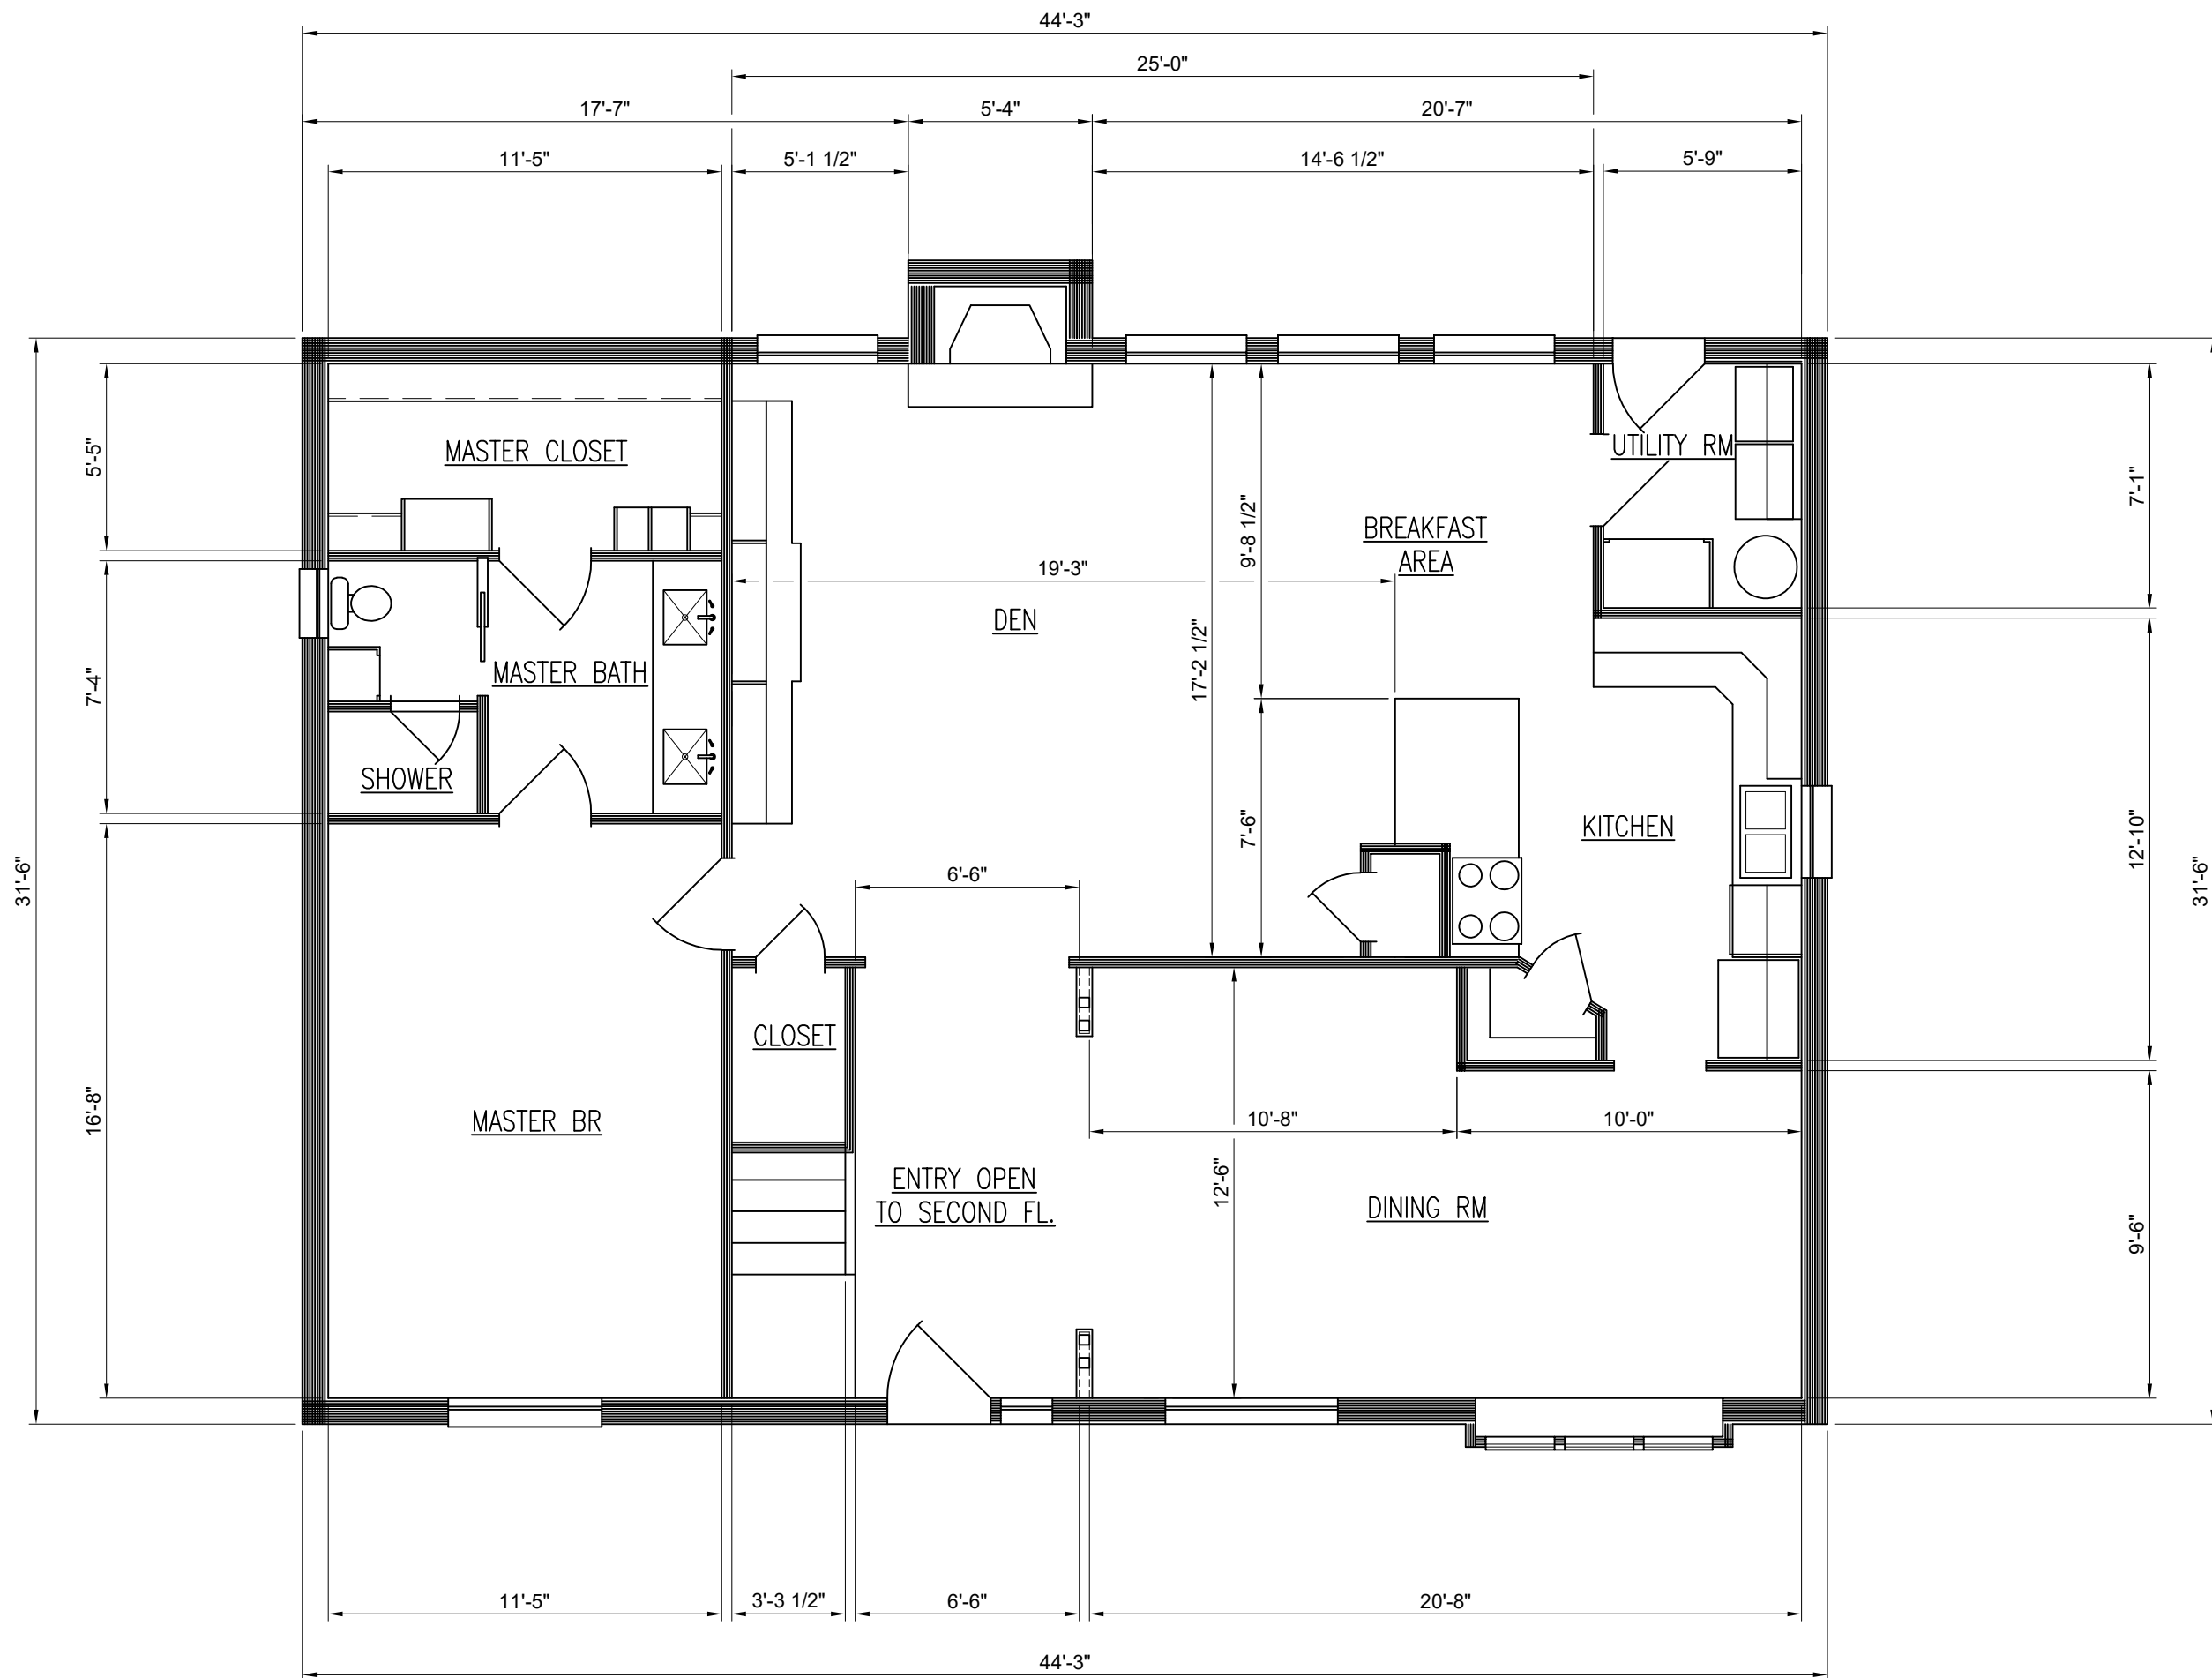 44'-3"
25'-0"
17'-7"
5'-4"
20'-7"
11'-5"
5'-1 1/2"
14'-6 1/2"
5'-9"
MASTER CLOSET
UTILITY RM
5'-5"
7'-1"
9'-8 1/2"
BREAKFAST
AREA
19'-3"
DEN
17'-2 1/2"
MASTER BATH
7'-4"
SHOWER
7'-6"
KITCHEN
12'-10"
31'-6"
31'-6"
6'-6"
CLOSET
16'-8"
MASTER BR
10'-8"
10'-0"
12'-6"
ENTRY OPEN
TO SECOND FL.
DINING RM
9'-6"
11'-5"
3'-3 1/2"
6'-6"
20'-8"
44'-3"